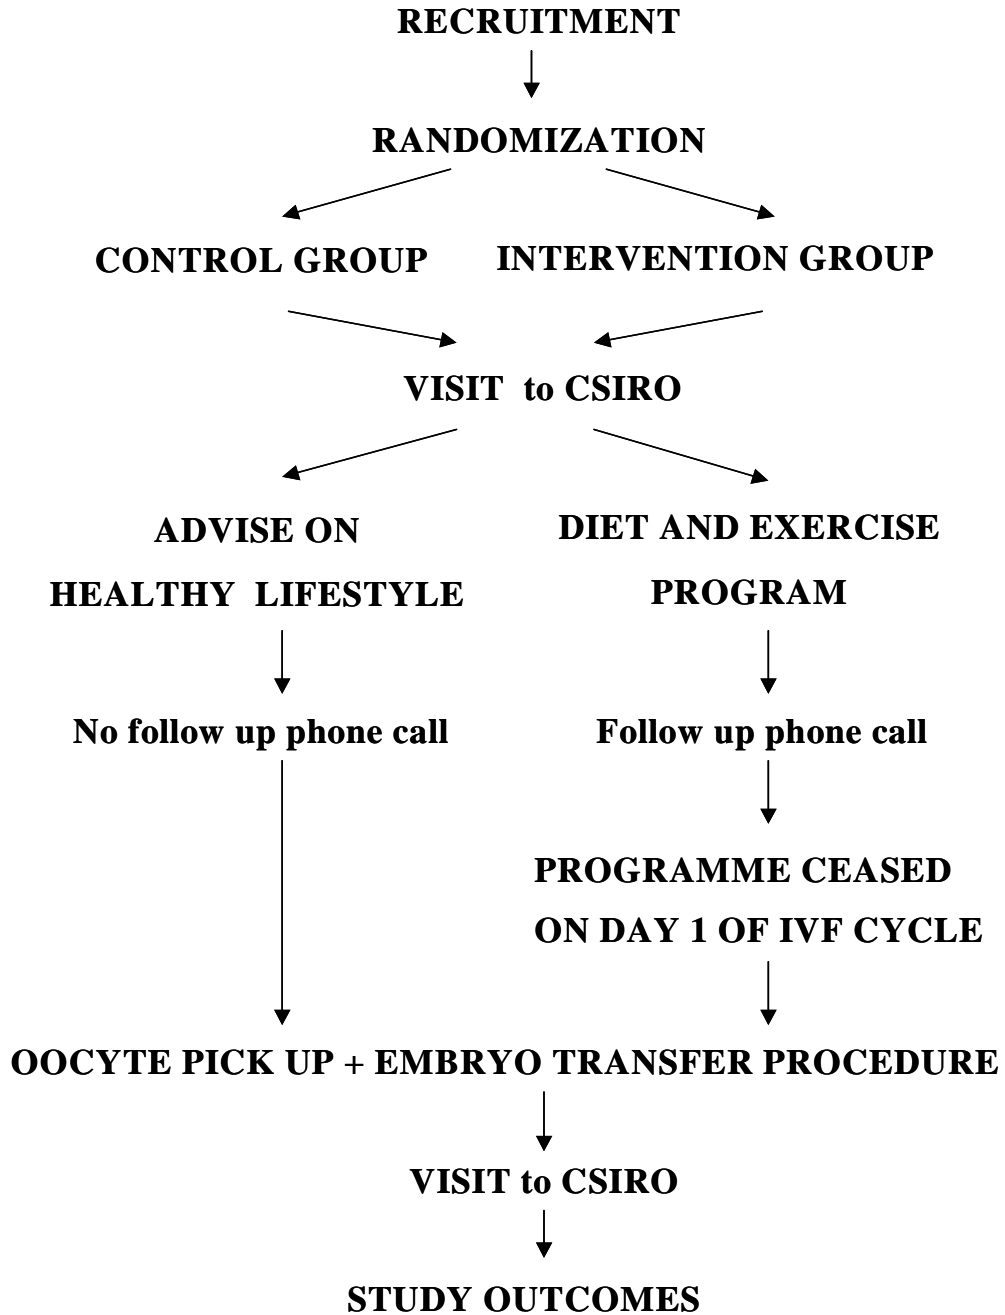 RECRUITMENT
RANDOMIZATION
CONTROL GROUP
INTERVENTION GROUP
VISIT to CSIRO
ADVISE ON
HEALTHY LIFESTYLE
DIET AND EXERCISE
PROGRAM
No follow up phone call
Follow up phone call
PROGRAMME CEASED
ON DAY 1 OF IVF CYCLE
OOCYTE PICK UP + EMBRYO TRANSFER PROCEDURE
VISIT to CSIRO
STUDY OUTCOMES